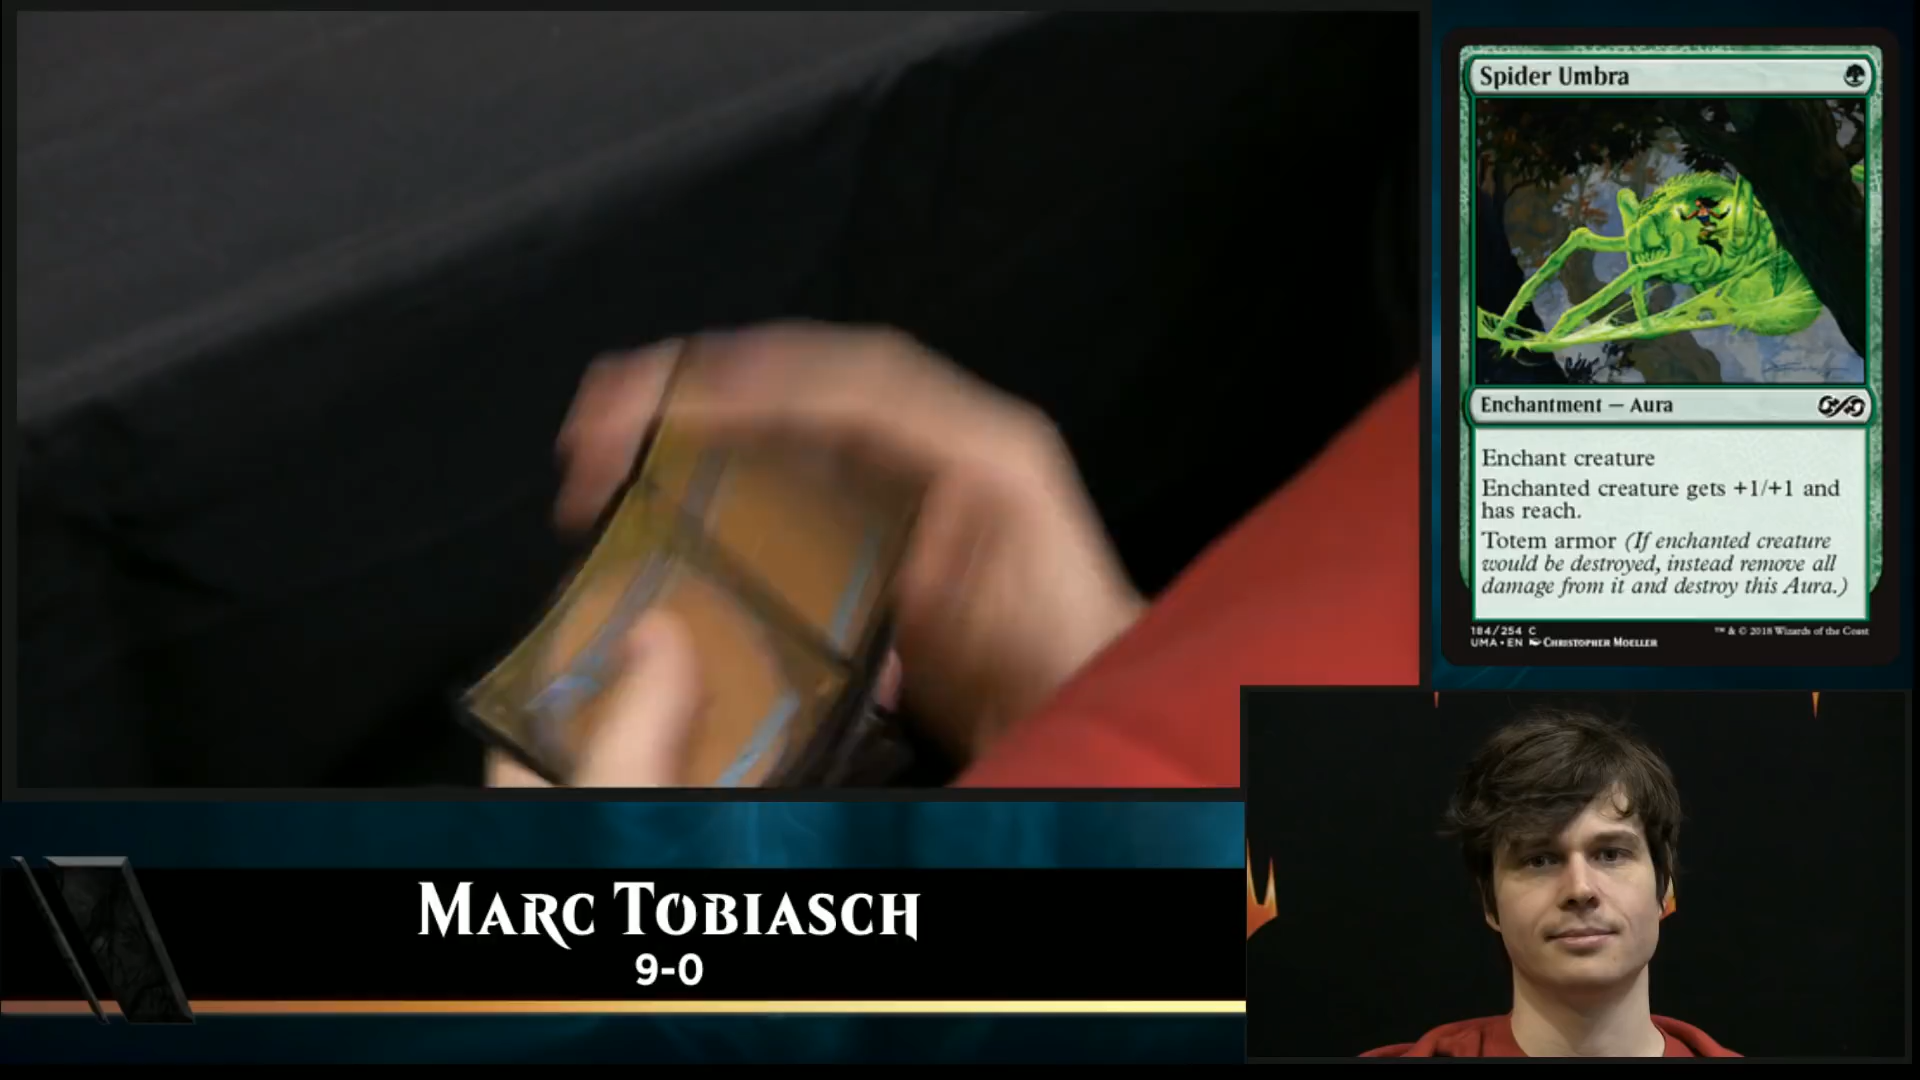 Spider Umbra
Enchantment — Aura
Enchant creature
Enchanted creature gets +1/+1 and
has reach.
Totem armor (If enchanted creature
would be destroyed, instead remove all
damage from it and destroy this Aura.)
184/254 C
™ & © 2018 Wizards of the Coast
UMA • EN Christopher Moeller
Marc Tobiasch
9-0